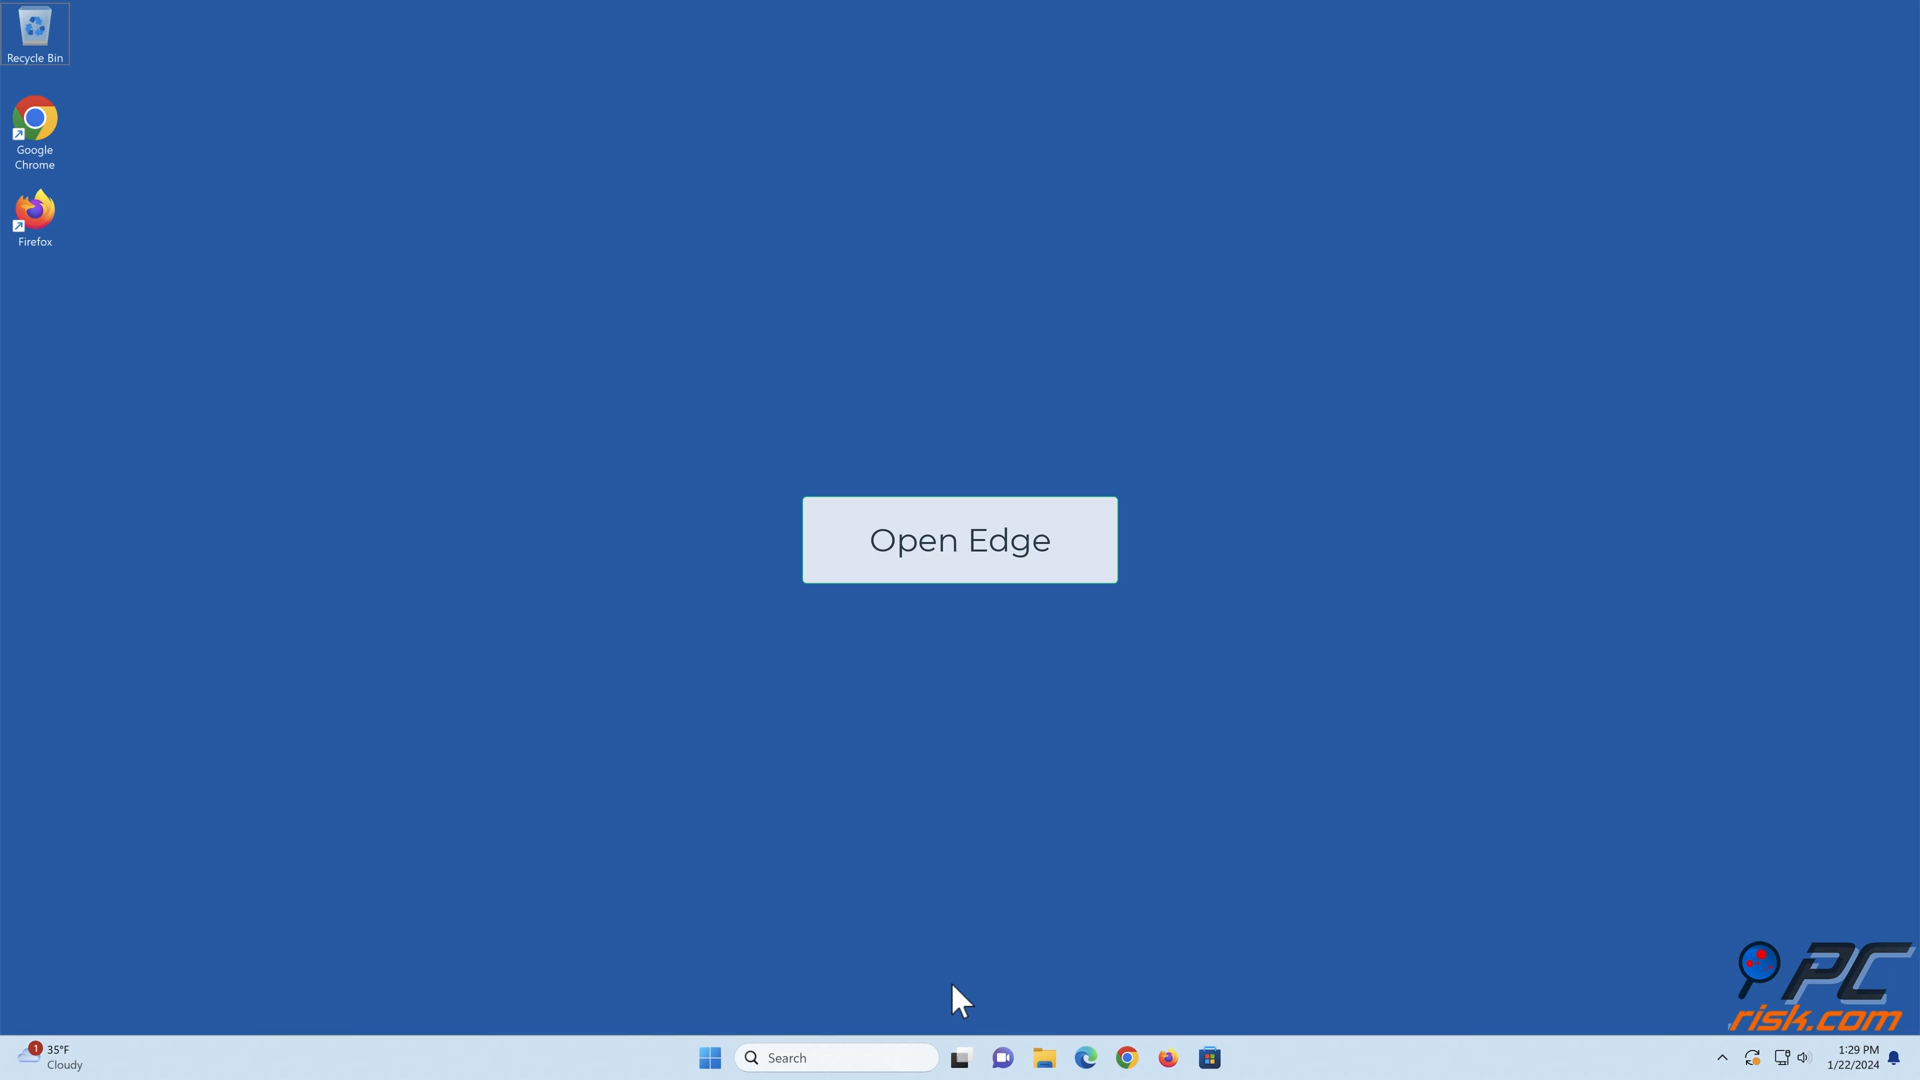 Recycle Bin
Google
Chrome
Firefox
Open Edge
PC
risk.com
1
35°F
Cloudy
Search
1:29 PM
1/22/2024